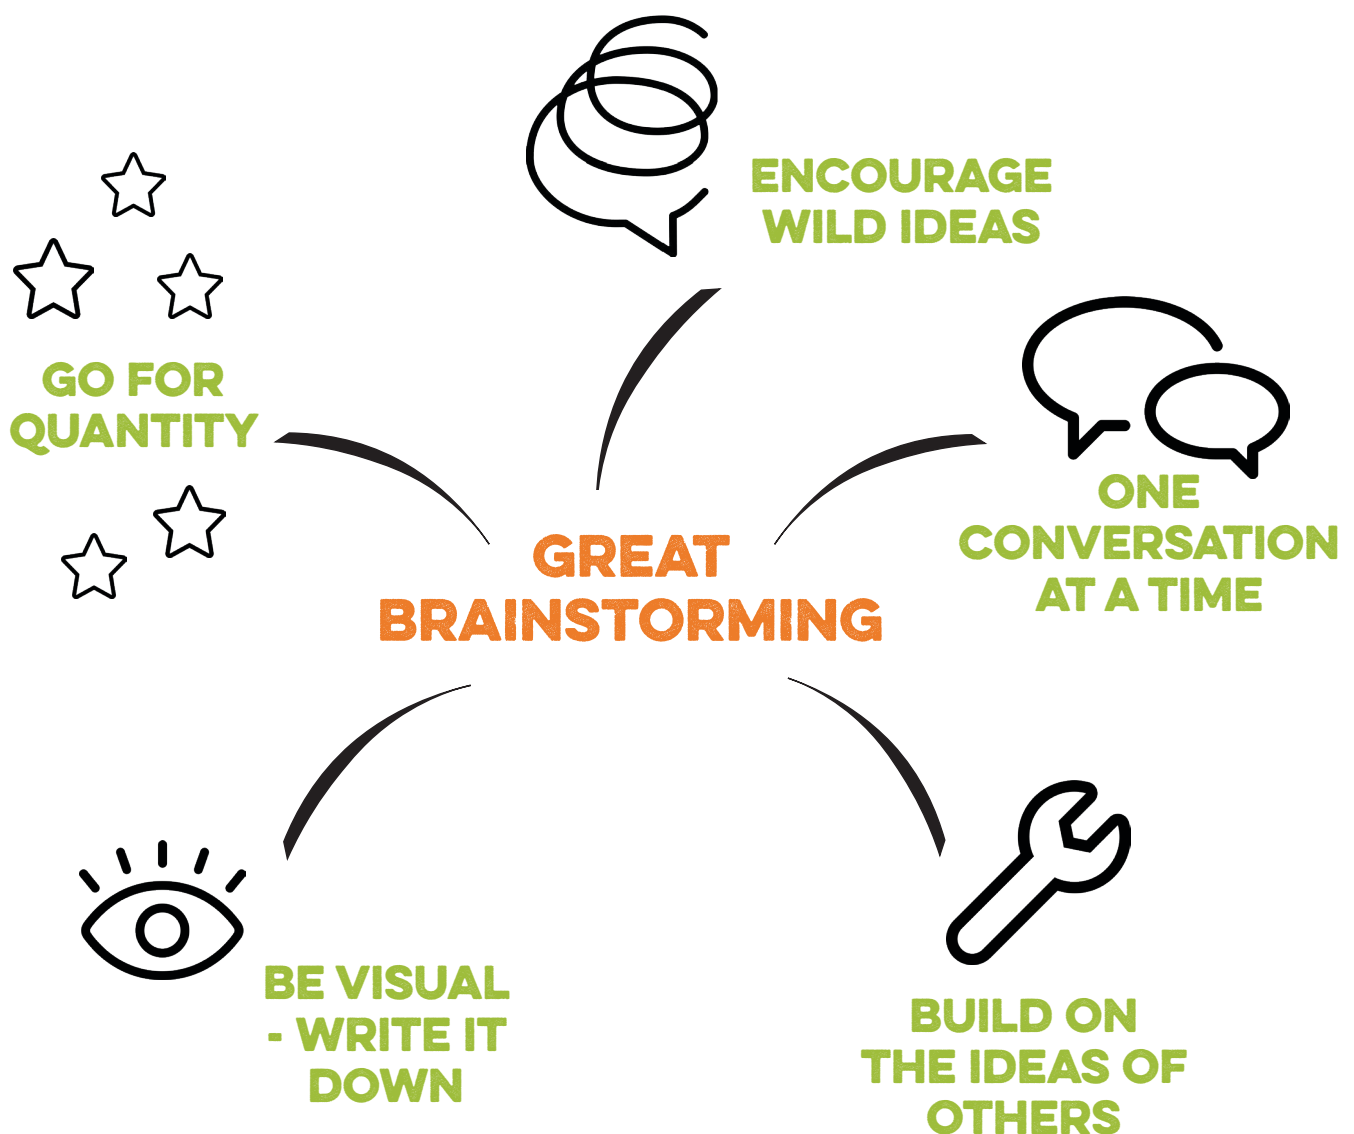 ENCOURAGE
WILD IDEAS
GO FOR
QUANTITY
ONE
CONVERSATION
AT A TIME
GREAT
BRAINSTORMING
BE VISUAL
- WRITE IT
DOWN
BUILD ON
THE IDEAS OF
OTHERS